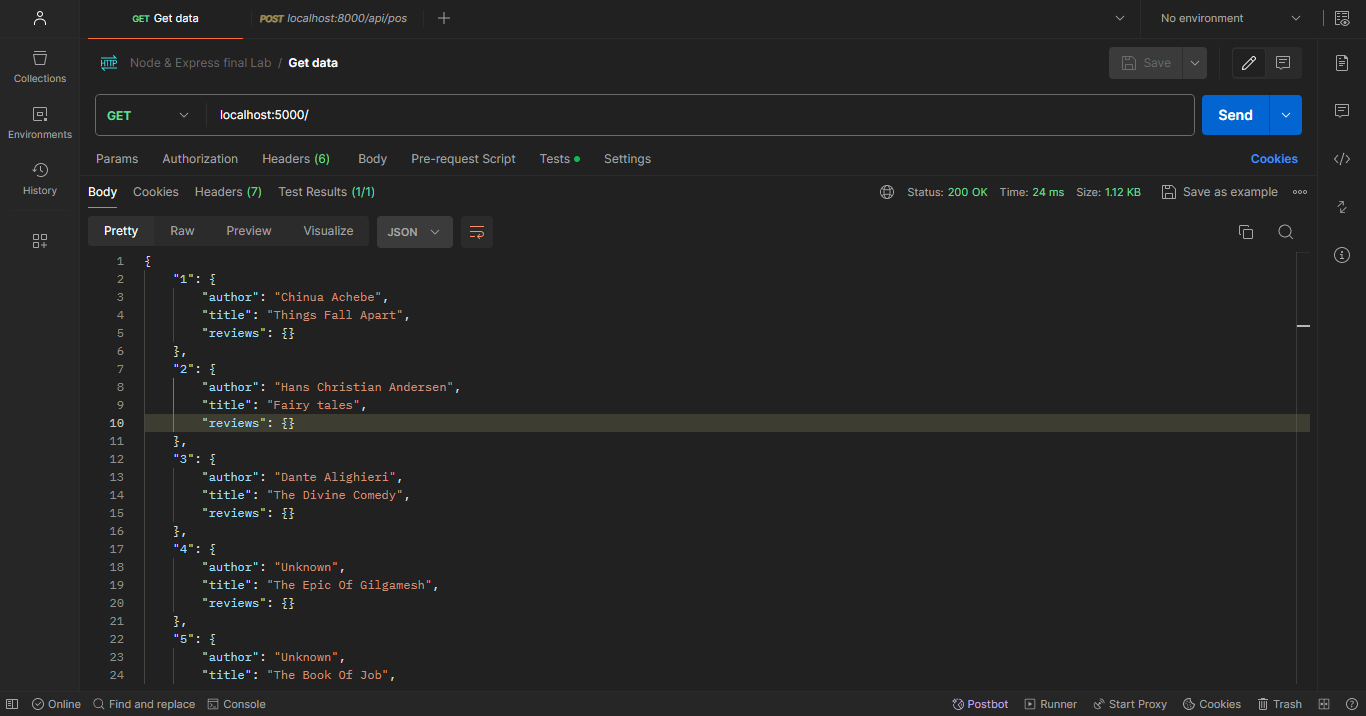 GET Get data
POST localhost:8000/api/pos
No environment
Collections
Environments
History
HTTP Node & Express final Lab / Get data
Save
GET localhost:5000/
Send
Params Authorization Headers (6) Body Pre-request Script Tests Settings Cookies
Body Cookies Headers (7) Test Results (1/1) Status: 200 OK Time: 24 ms Size: 1.12 KB Save as example
Pretty Raw Preview Visualize JSON
1 {
2 "1": {
3 "author": "Chinua Achebe",
4 "title": "Things Fall Apart",
5 "reviews": {}
6 },
7 "2": {
8 "author": "Hans Christian Andersen",
9 "title": "Fairy tales",
10 "reviews": {}
11 },
12 "3": {
13 "author": "Dante Alighieri",
14 "title": "The Divine Comedy",
15 "reviews": {}
16 },
17 "4": {
18 "author": "Unknown",
19 "title": "The Epic Of Gilgamesh",
20 "reviews": {}
21 },
22 "5": {
23 "author": "Unknown",
24 "title": "The Book Of Job",
Online Find and replace Console Postbot Runner Start Proxy Cookies Trash